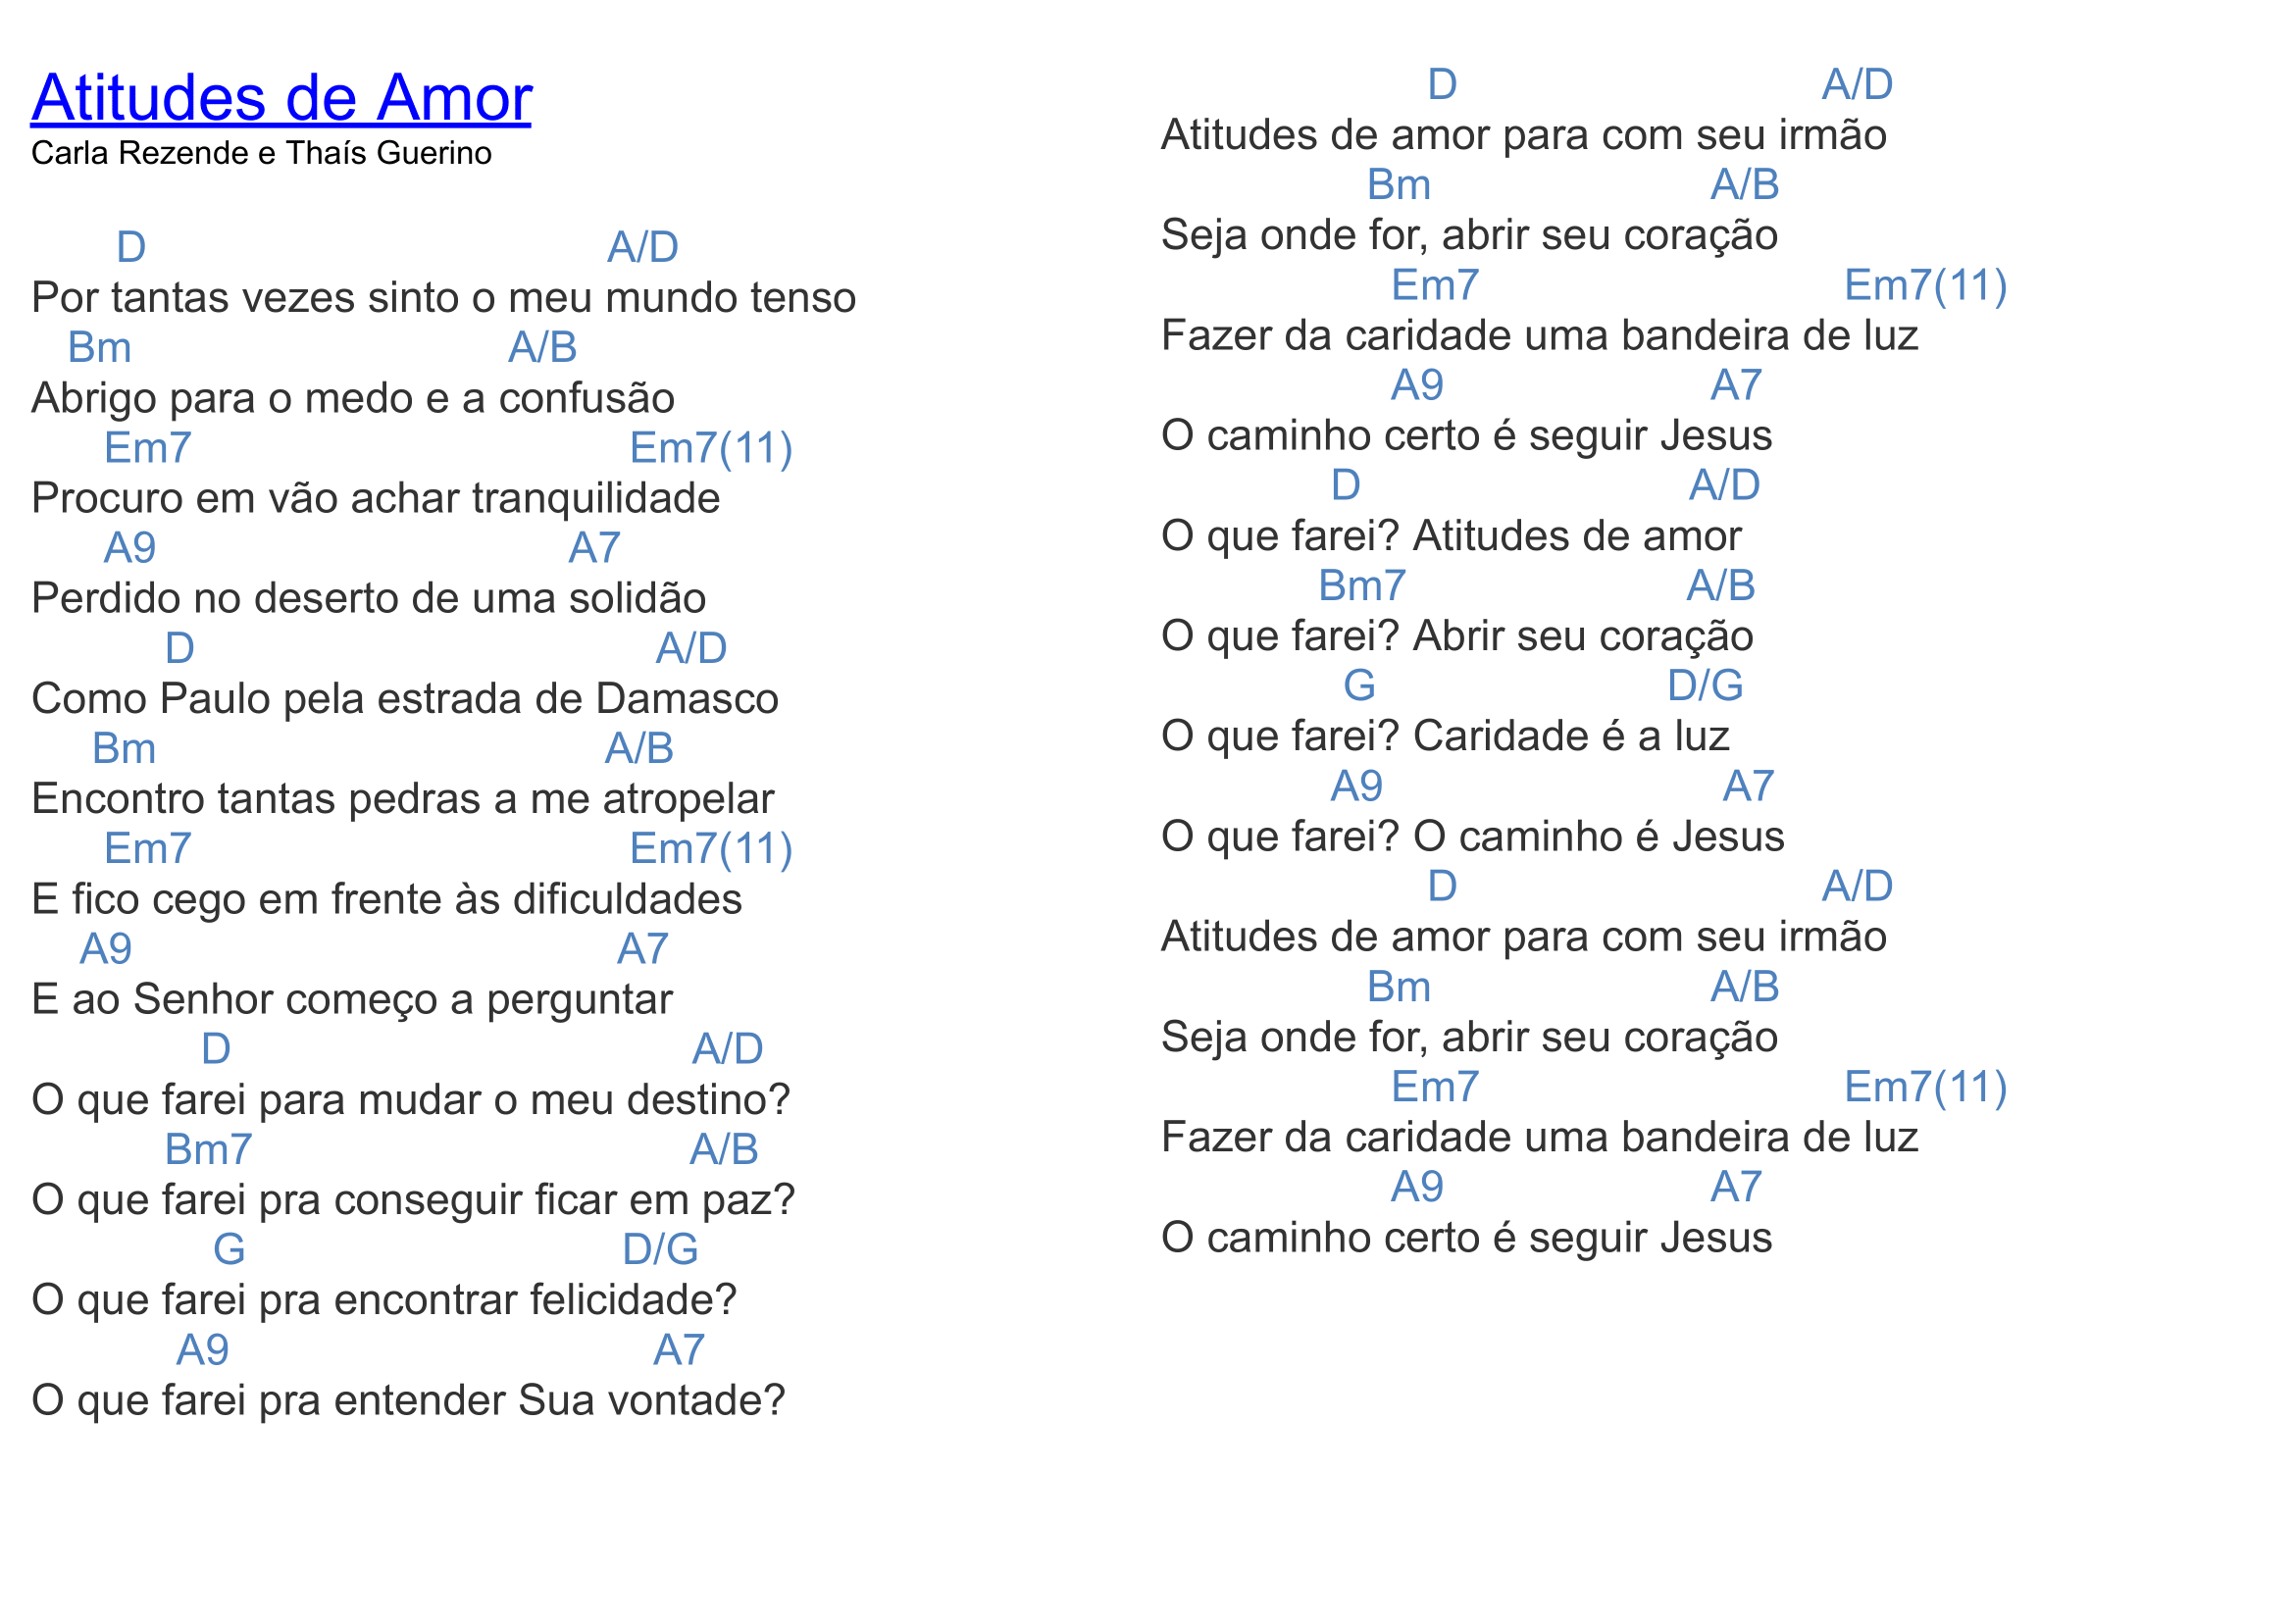 Atitudes de Amor
Carla Rezende e Thaís Guerino
D A/D
Por tantas vezes sinto o meu mundo tenso
Bm A/B
Abrigo para o medo e a confusão
Em7 Em7(11)
Procuro em vão achar tranquilidade
A9 A7
Perdido no deserto de uma solidão
D A/D
Como Paulo pela estrada de Damasco
Bm A/B
Encontro tantas pedras a me atropelar
Em7 Em7(11)
E fico cego em frente às dificuldades
A9 A7
E ao Senhor começo a perguntar
D A/D
O que farei para mudar o meu destino?
Bm7 A/B
O que farei pra conseguir ficar em paz?
G D/G
O que farei pra encontrar felicidade?
A9 A7
O que farei pra entender Sua vontade?
D A/D
Atitudes de amor para com seu irmão
Bm A/B
Seja onde for, abrir seu coração
Em7 Em7(11)
Fazer da caridade uma bandeira de luz
A9 A7
O caminho certo é seguir Jesus
D A/D
O que farei? Atitudes de amor
Bm7 A/B
O que farei? Abrir seu coração
G D/G
O que farei? Caridade é a luz
A9 A7
O que farei? O caminho é Jesus
D A/D
Atitudes de amor para com seu irmão
Bm A/B
Seja onde for, abrir seu coração
Em7 Em7(11)
Fazer da caridade uma bandeira de luz
A9 A7
O caminho certo é seguir Jesus